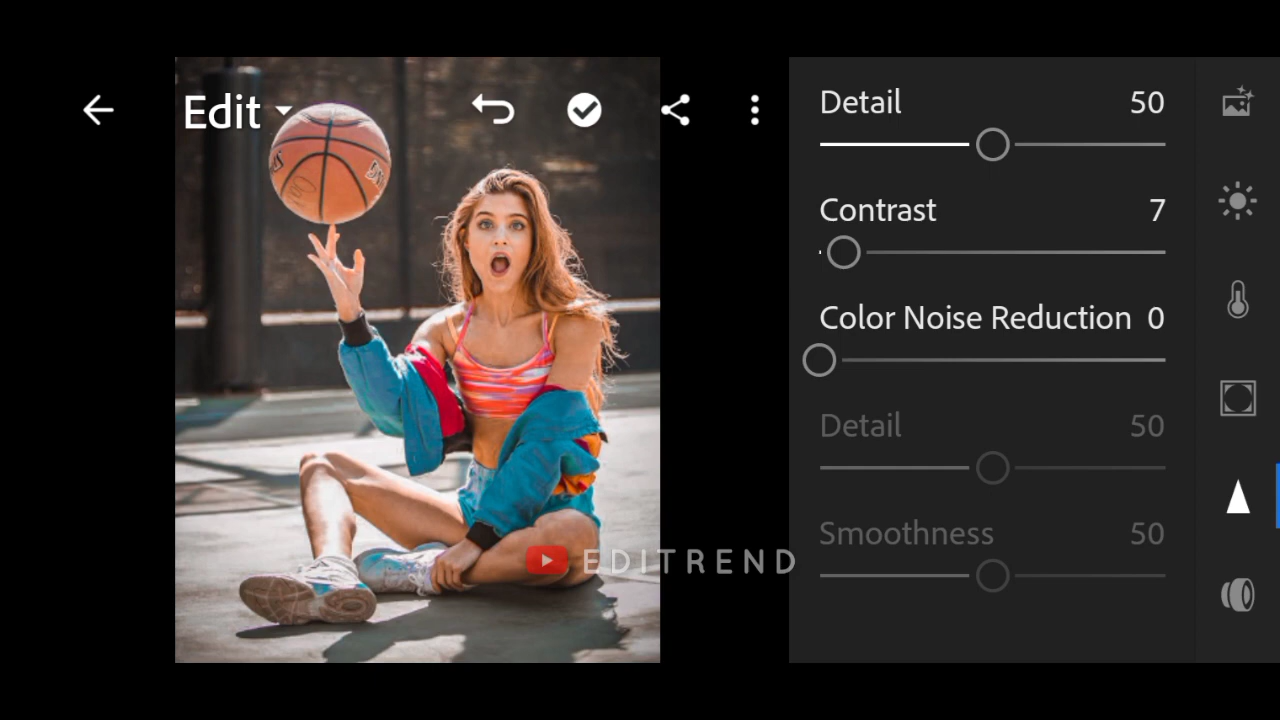 Edit
Detail 50
Contrast 7
Color Noise Reduction 0
Detail 50
Smoothness 50
EDITREND